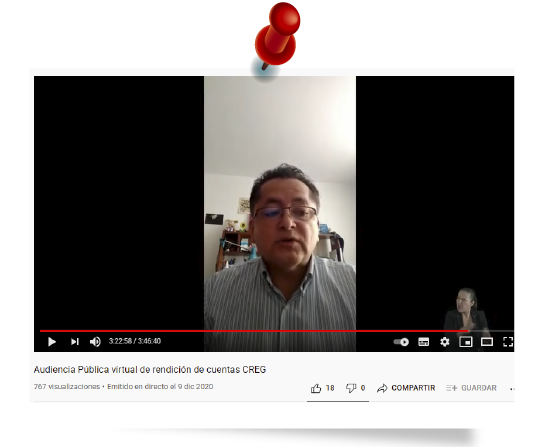 3:22:58 / 3:46:40
Audiencia Pública virtual de rendición de cuentas CREG
767 visualizaciones • Emitido en directo el 9 dic 2020
18 0 COMPARTIR GUARDAR ...